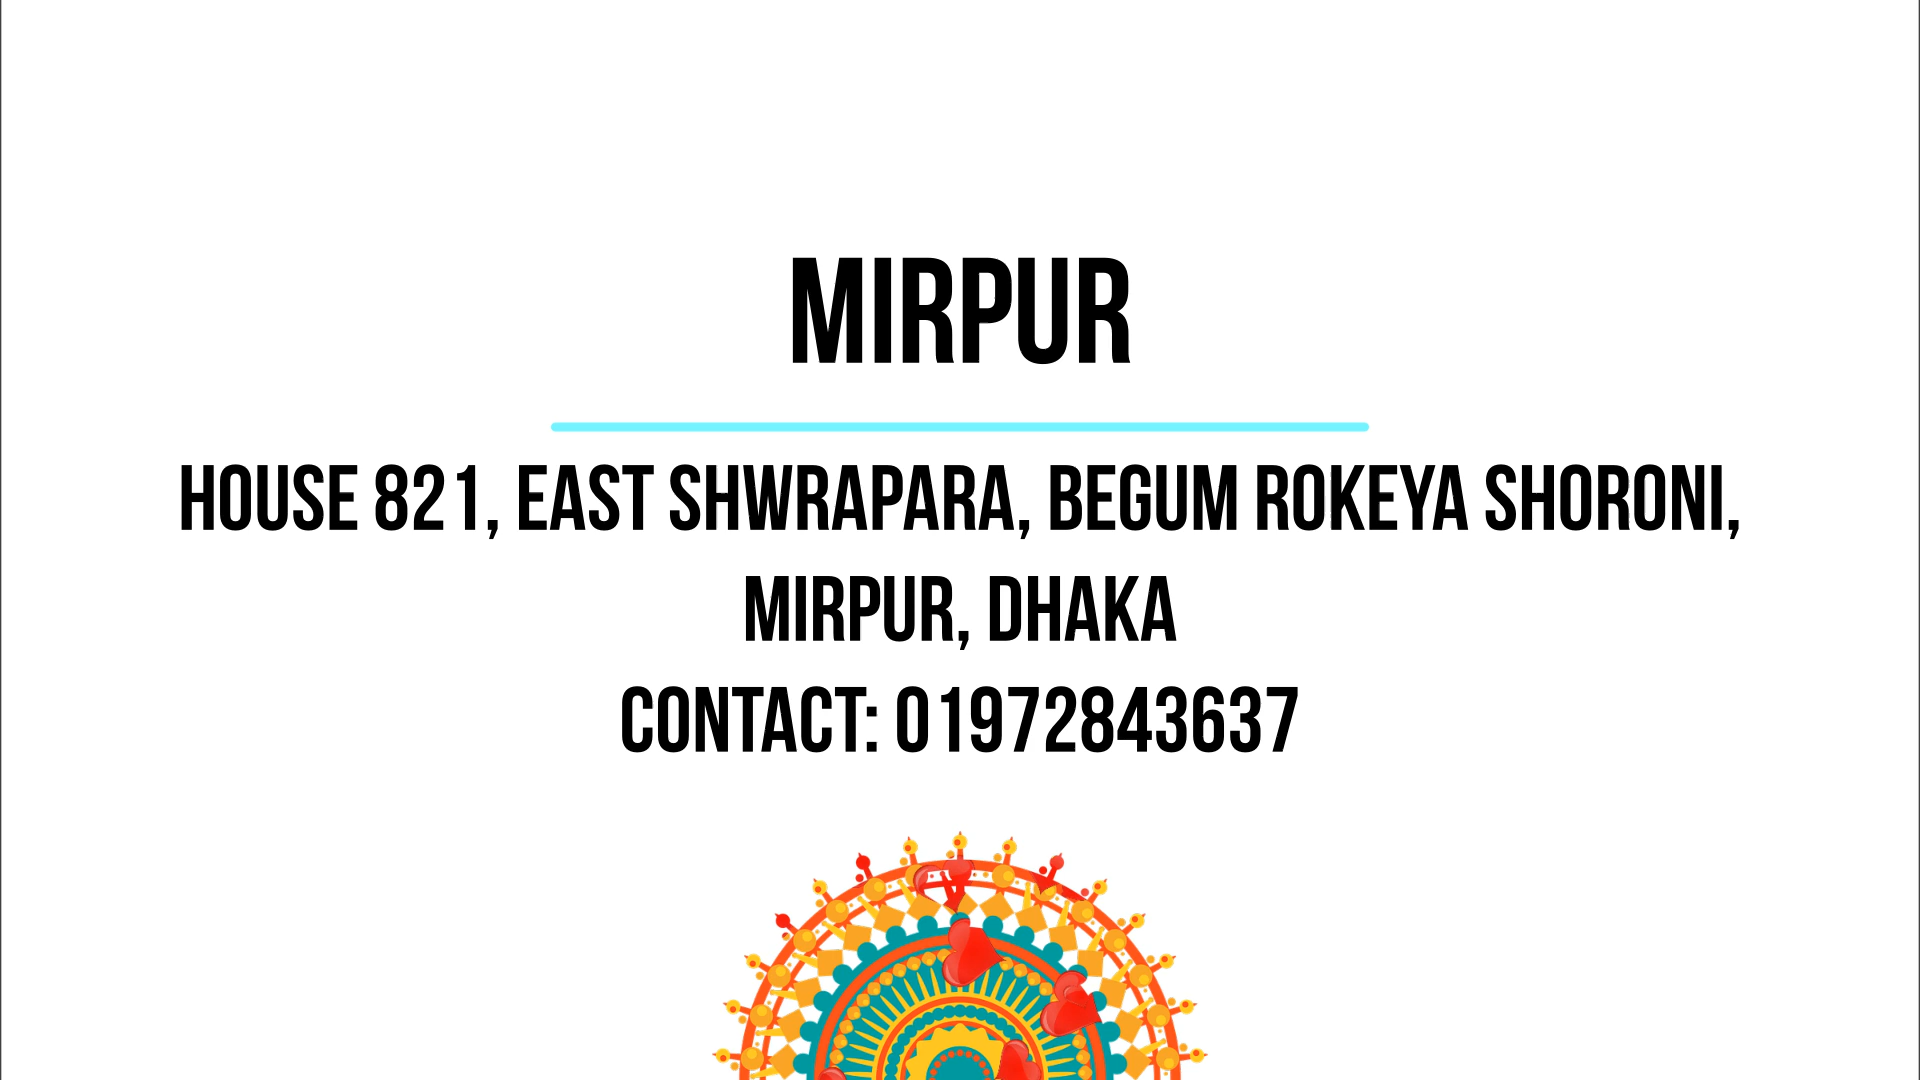 MIRPUR
HOUSE 821, EAST SHWRAPARA, BEGUM ROKEYA SHORONI,
MIRPUR, DHAKA
CONTACT: 01972843637